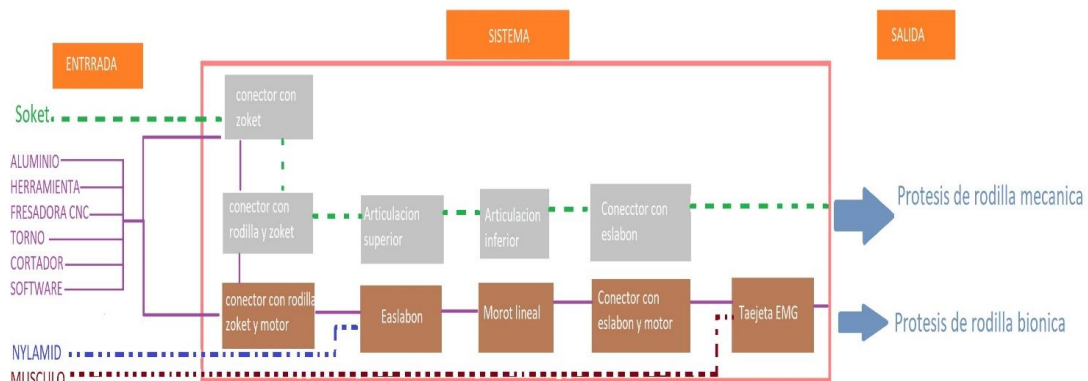 ENTRRADA
SISTEMA
SALIDA
Soket
ALUMINIO
HERRAMIENTA
FRESADORA CNC
TORNO
CORTADOR
SOFTWARE
NYLAMID
MUSCULO
conector con
zoket
conector con
rodilla y zoket
Articulacion
superior
Articulacion
inferior
Conecctor con
eslabon
conector con rodilla
zoket y motor
Easlabon
Morot lineal
Conector con
eslabon y motor
Taejeta EMG
Protesis de rodilla mecanica
Protesis de rodilla bionica